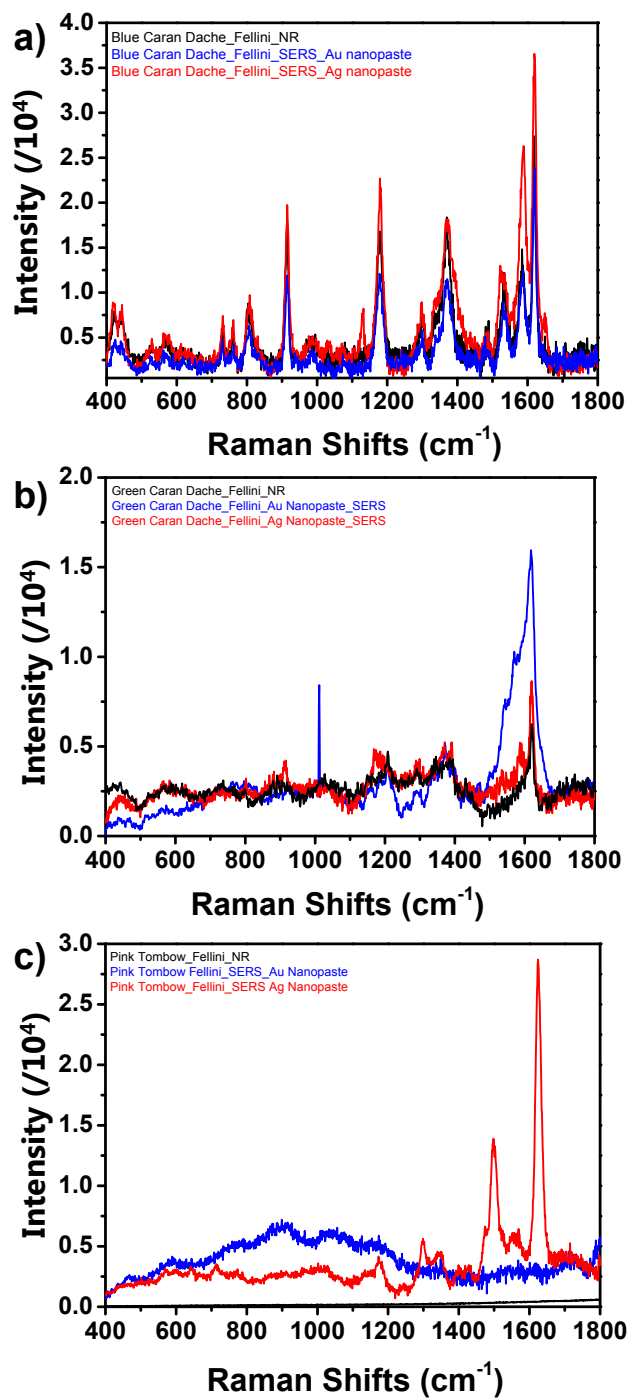 a)
Blue Caran Dache_Fellini_NR
Blue Caran Dache_Fellini_SERS_Au nanopaste
Blue Caran Dache_Fellini_SERS_Ag nanopaste
Intensity (/10⁴)
4.0
3.5
3.0
2.5
2.0
1.5
1.0
0.5
400 600 800 1000 1200 1400 1600 1800
Raman Shifts (cm⁻¹)
b)
Green Caran Dache_Fellini_NR
Green Caran Dache_Fellini_Au Nanopaste_SERS
Green Caran Dache_Fellini_Ag Nanopaste_SERS
Intensity (/10⁴)
2.0
1.5
1.0
0.5
0.0
400 600 800 1000 1200 1400 1600 1800
Raman Shifts (cm⁻¹)
c)
Pink Tombow_Fellini_NR
Pink Tombow Fellini_SERS_Au Nanopaste
Pink Tombow_Fellini_SERS Ag Nanopaste
Intensity (/10⁴)
3.0
2.5
2.0
1.5
1.0
0.5
0.0
400 600 800 1000 1200 1400 1600 1800
Raman Shifts (cm⁻¹)